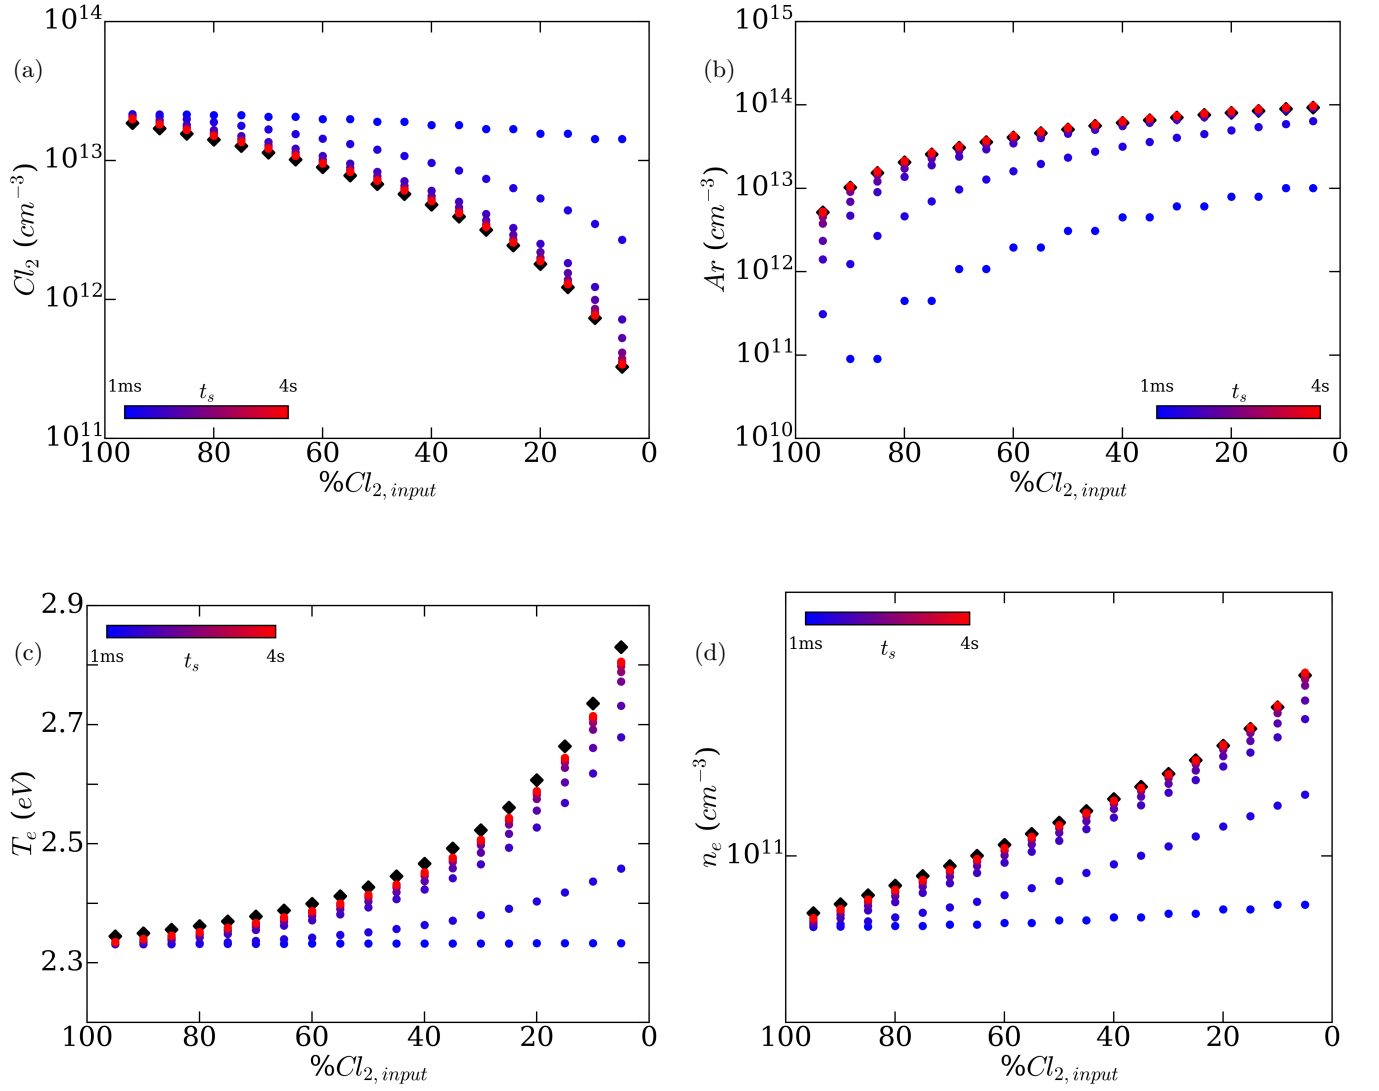 (a)
10^14
10^13
10^12
10^11
Cl_2 (cm^−3)
1ms t_s 4s
100 80 60 40 20 0
%Cl_2,input
(b)
10^15
10^14
10^13
10^12
10^11
10^10
Ar (cm^−3)
1ms t_s 4s
100 80 60 40 20 0
%Cl_2,input
(c)
2.9
2.7
2.5
2.3
T_e (eV)
1ms t_s 4s
100 80 60 40 20 0
%Cl_2,input
(d)
10^11
n_e (cm^−3)
1ms t_s 4s
100 80 60 40 20 0
%Cl_2,input